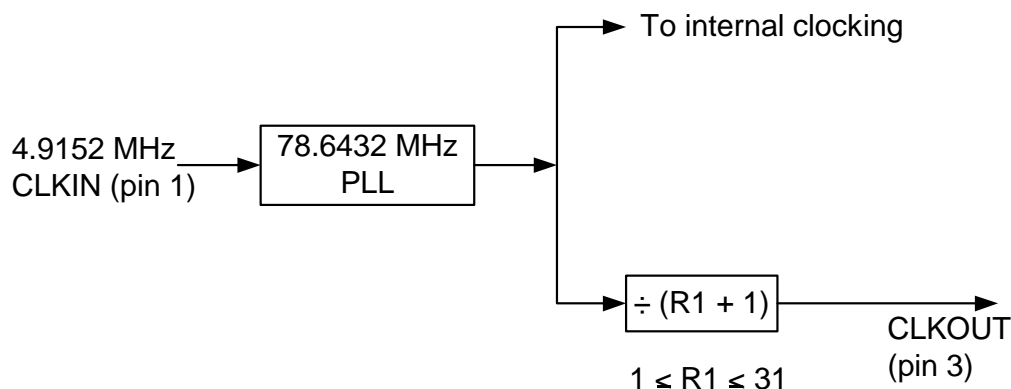 To internal clocking
4.9152 MHz
CLKIN (pin 1)
78.6432 MHz
PLL
÷ (R1 + 1)
CLKOUT
(pin 3)
1 ≤ R1 ≤ 31